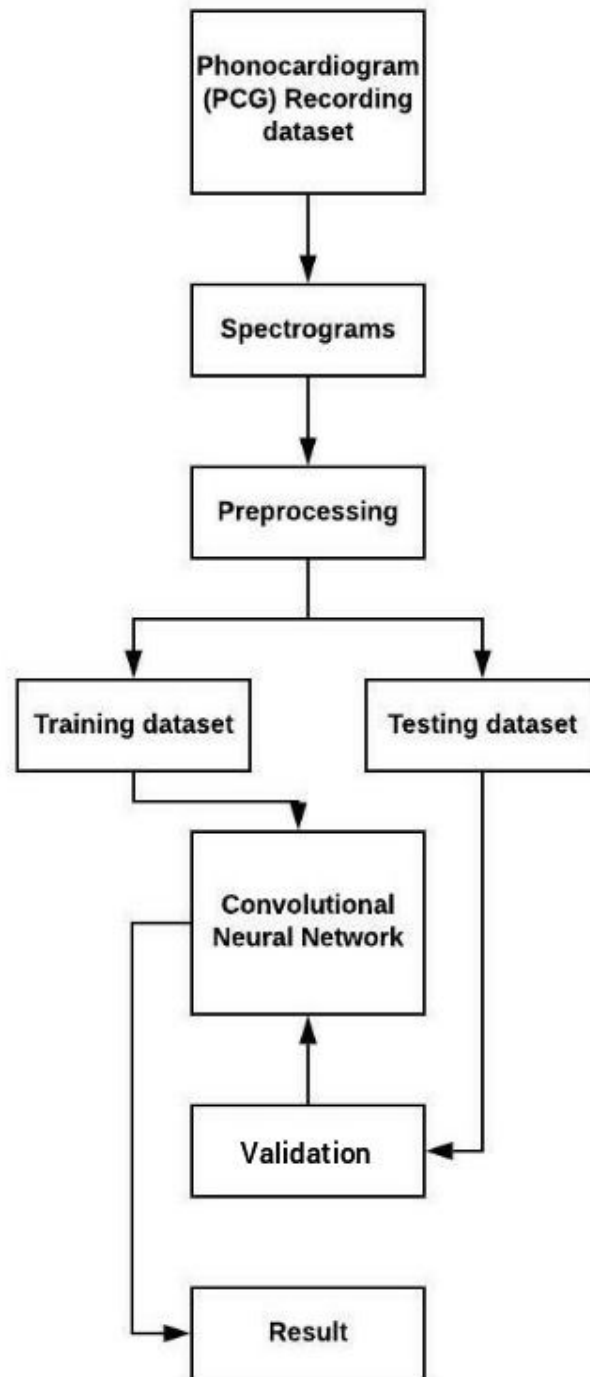 Phonocardiogram
(PCG) Recording
dataset
Spectrograms
Preprocessing
Training dataset
Testing dataset
Convolutional
Neural Network
Validation
Result